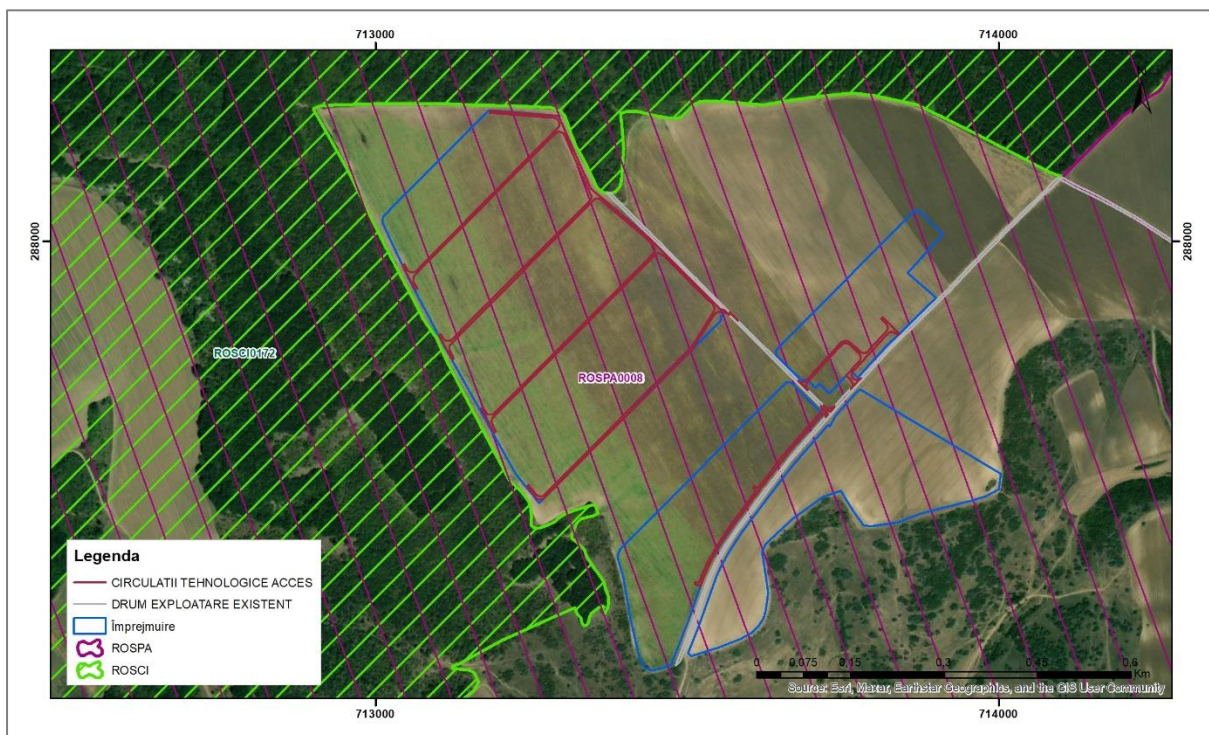 713000 714000
288000
288000
ROSCI0172
ROSPA0008
Legenda
CIRCULATII TEHNOLOGICE ACCES
DRUM EXPLOATARE EXISTENT
Împrejmuire
ROSPA
ROSCI
0 0.075 0.15 0.3 0.45 0.6
Km
Source: Esri, Maxar, Earthstar Geographics, and the GIS User Community
713000 714000